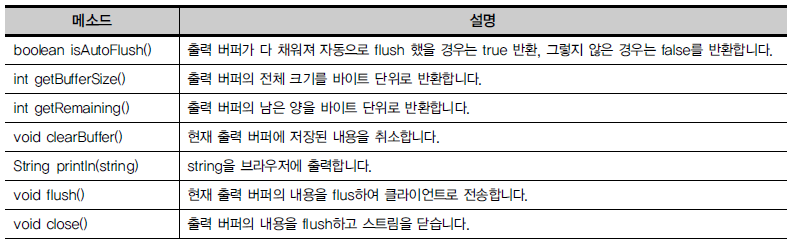 메소드 설명
boolean isAutoFlush() 출력 버퍼가 다 채워져 자동으로 flush 했을 경우는 true 반환, 그렇지 않은 경우는 false를 반환합니다.
int getBufferSize() 출력 버퍼의 전체 크기를 바이트 단위로 반환합니다.
int getRemaining() 출력 버퍼의 남은 양을 바이트 단위로 반환합니다.
void clearBuffer() 현재 출력 버퍼에 저장된 내용을 취소합니다.
String println(string) string을 브라우저에 출력합니다.
void flush() 현재 출력 버퍼의 내용을 flus하여 클라이언트로 전송합니다.
void close() 출력 버퍼의 내용을 flush하고 스트림을 닫습니다.